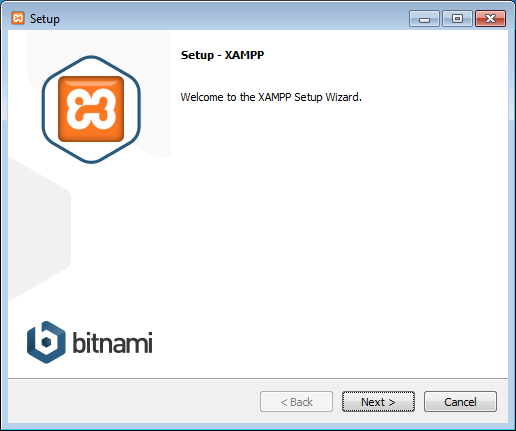 Setup
Setup - XAMPP
Welcome to the XAMPP Setup Wizard.
bitnami
< Back
Next >
Cancel